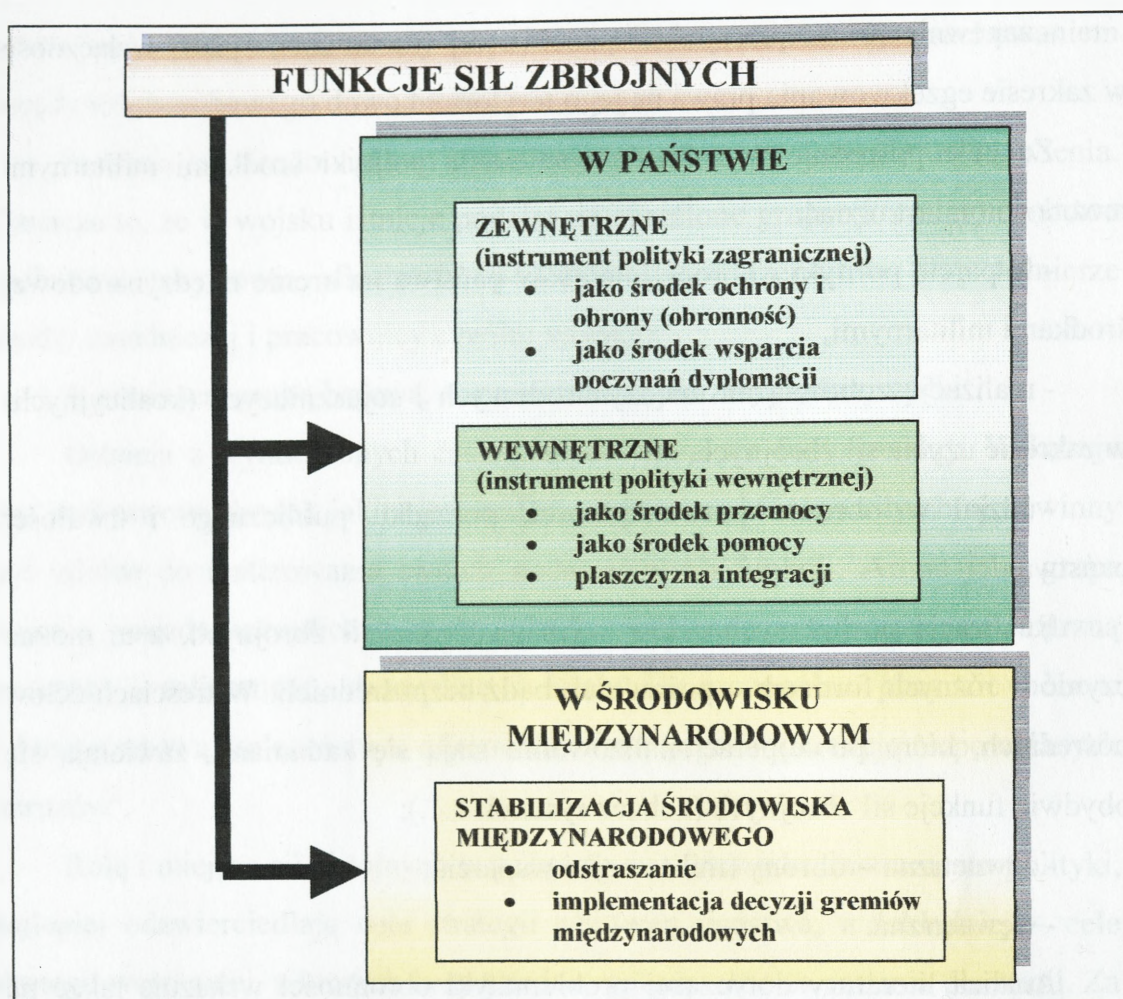 FUNKCJE SIŁ ZBROJNYCH
W PAŃSTWIE
ZEWNĘTRZNE
(instrument polityki zagranicznej)
• jako środek ochrony i
obrony (obronność)
• jako środek wsparcia
poczynań dyplomacji
WEWNĘTRZNE
(instrument polityki wewnętrznej)
• jako środek przemocy
• jako środek pomocy
• płaszczyzna integracji
W ŚRODOWISKU
MIĘDZYNARODOWYM
STABILIZACJA ŚRODOWISKA
MIĘDZYNARODOWEGO
• odstraszanie
• implementacja decyzji gremiów
międzynarodowych